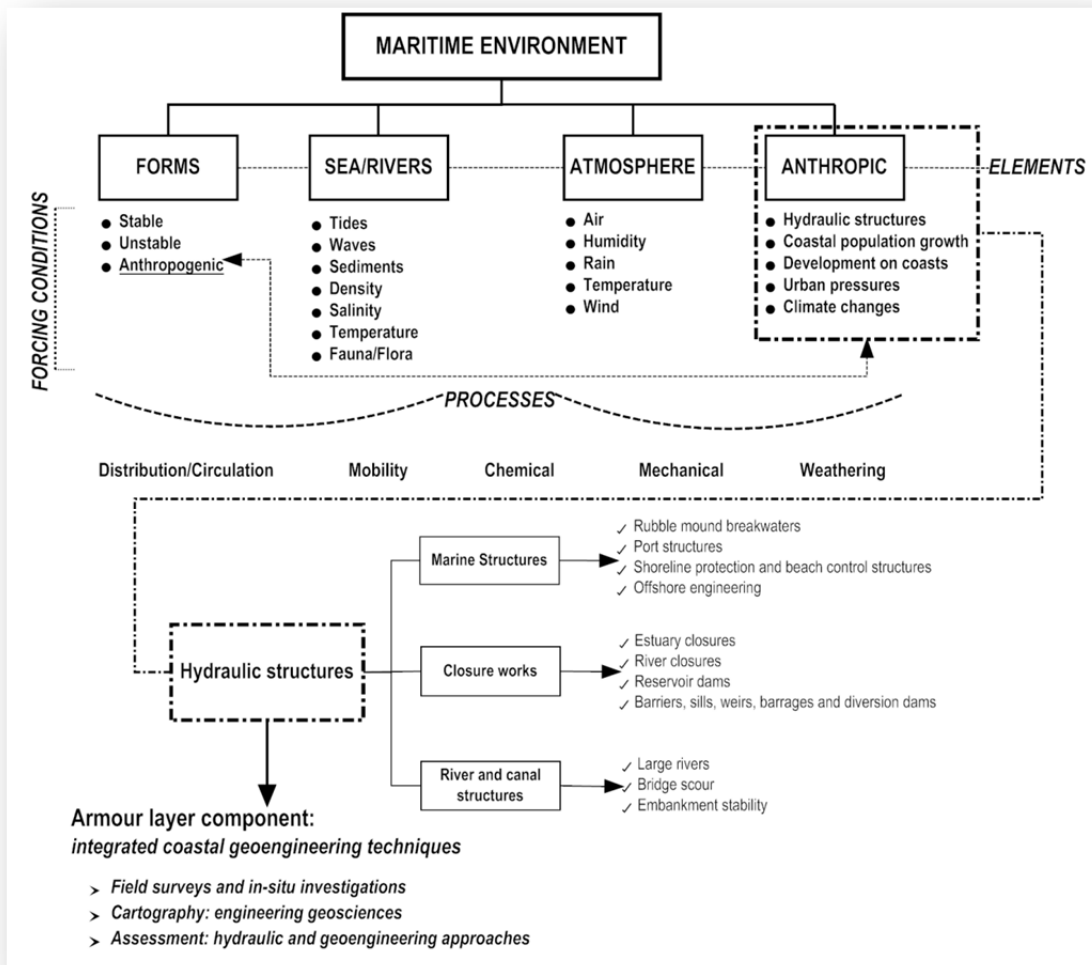 MARITIME ENVIRONMENT
FORMS
SEA/RIVERS
ATMOSPHERE
ANTHROPIC
ELEMENTS
FORCING CONDITIONS
● Stable
● Unstable
● Anthropogenic
● Tides
● Waves
● Sediments
● Density
● Salinity
● Temperature
● Fauna/Flora
● Air
● Humidity
● Rain
● Temperature
● Wind
● Hydraulic structures
● Coastal population growth
● Development on coasts
● Urban pressures
● Climate changes
PROCESSES
Distribution/Circulation
Mobility
Chemical
Mechanical
Weathering
Hydraulic structures
Marine Structures
✓ Rubble mound breakwaters
✓ Port structures
✓ Shoreline protection and beach control structures
✓ Offshore engineering
Closure works
✓ Estuary closures
✓ River closures
✓ Reservoir dams
✓ Barriers, sills, weirs, barrages and diversion dams
River and canal
structures
✓ Large rivers
✓ Bridge scour
✓ Embankment stability
Armour layer component:
integrated coastal geoengineering techniques
➢ Field surveys and in-situ investigations
➢ Cartography: engineering geosciences
➢ Assessment: hydraulic and geoengineering approaches